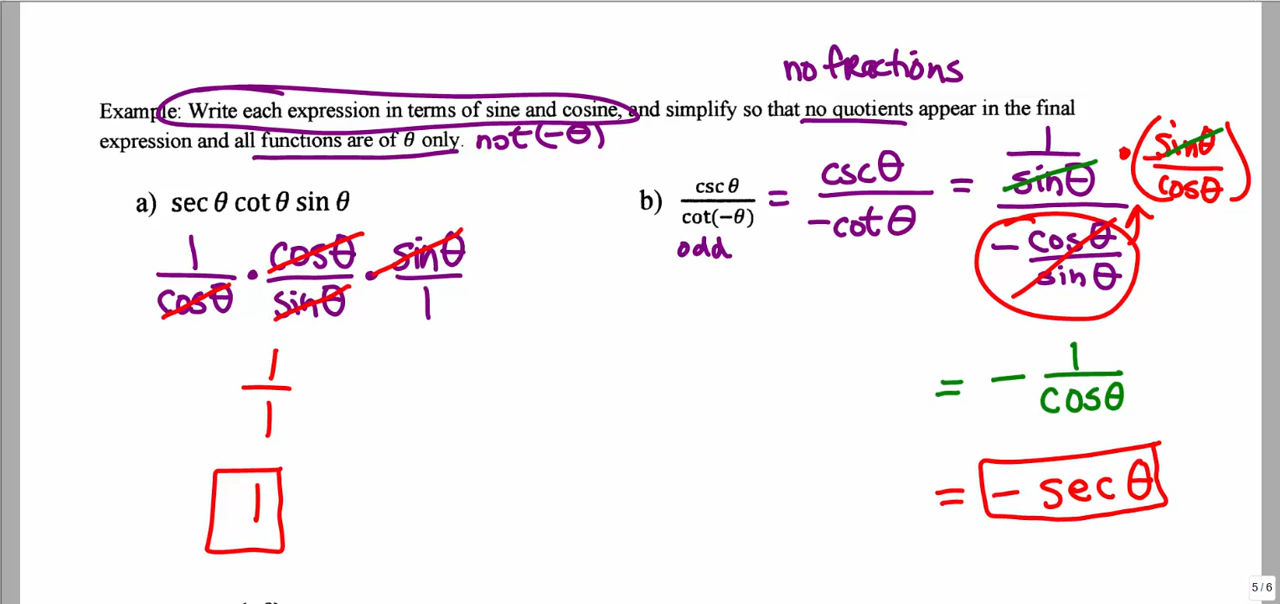 no fractions
Example: Write each expression in terms of sine and cosine, and simplify so that no quotients appear in the final
expression and all functions are of θ only. not (-θ)
a) sec θ cot θ sin θ
1/cosθ · cosθ/sinθ · sinθ/1
1/1
1
b) csc θ/cot(−θ) = cscθ/-cotθ = 1/sinθ/-cosθ/sinθ · (sinθ/cosθ)
odd
= - 1/cosθ
= - secθ
5 / 6